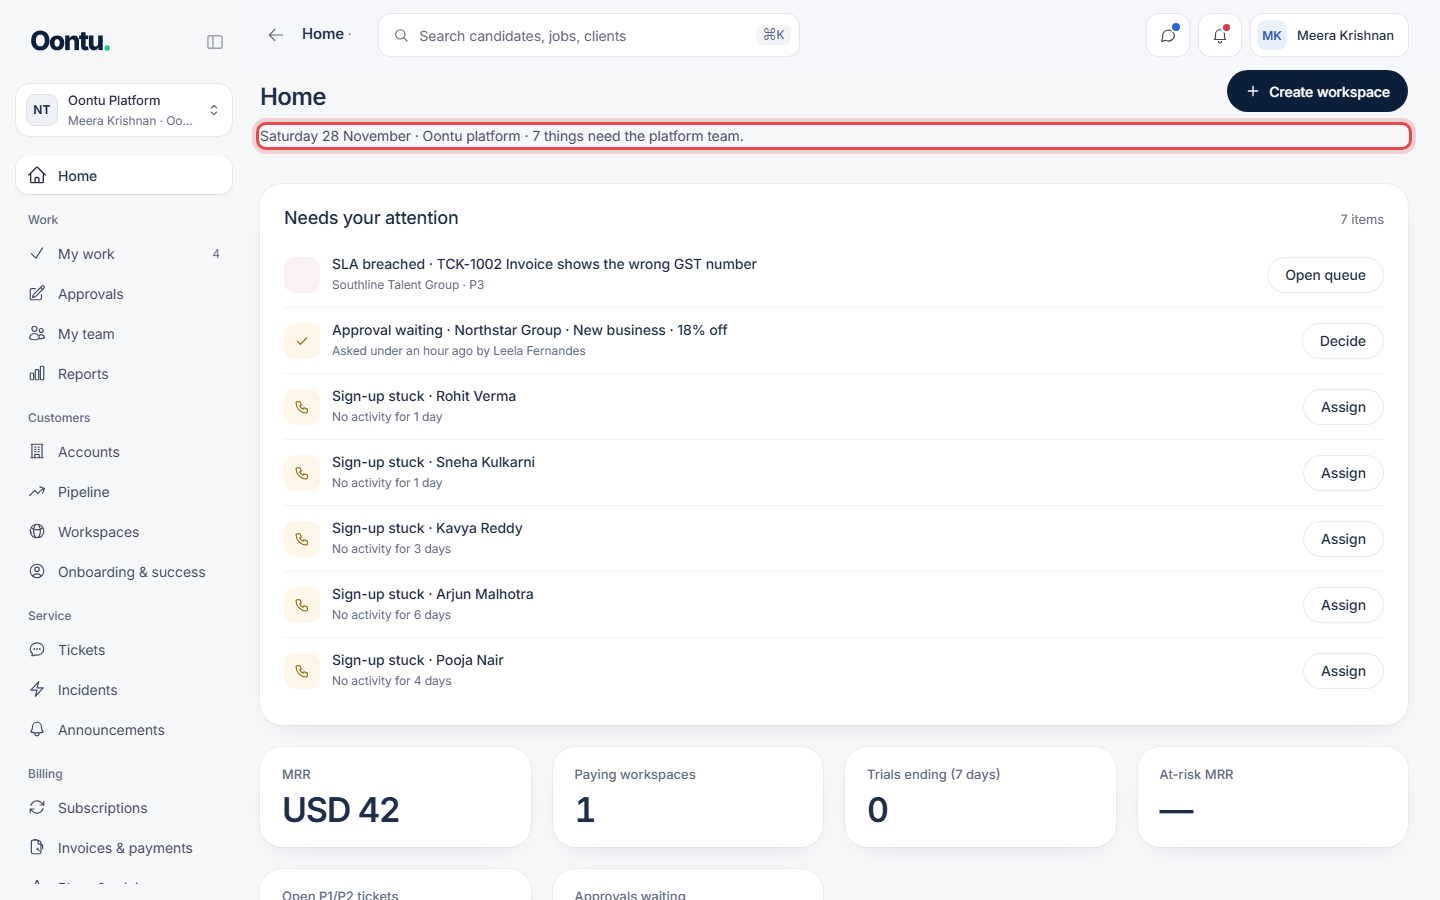 Oontu.
Home ·
Search candidates, jobs, clients
⌘K
MK
Meera Krishnan
NT
Oontu Platform
Meera Krishnan · Oo...
Home
Work
My work
4
Approvals
My team
Reports
Customers
Accounts
Pipeline
Workspaces
Onboarding & success
Service
Tickets
Incidents
Announcements
Billing
Subscriptions
Invoices & payments
Home
Create workspace
Saturday 28 November · Oontu platform · 7 things need the platform team.
Needs your attention
7 items
SLA breached · TCK-1002 Invoice shows the wrong GST number
Southline Talent Group · P3
Open queue
Approval waiting · Northstar Group · New business · 18% off
Asked under an hour ago by Leela Fernandes
Decide
Sign-up stuck · Rohit Verma
No activity for 1 day
Assign
Sign-up stuck · Sneha Kulkarni
No activity for 1 day
Assign
Sign-up stuck · Kavya Reddy
No activity for 3 days
Assign
Sign-up stuck · Arjun Malhotra
No activity for 6 days
Assign
Sign-up stuck · Pooja Nair
No activity for 4 days
Assign
MRR
USD 42
Paying workspaces
1
Trials ending (7 days)
0
At-risk MRR
—
Open P1/P2 tickets
Approvals waiting